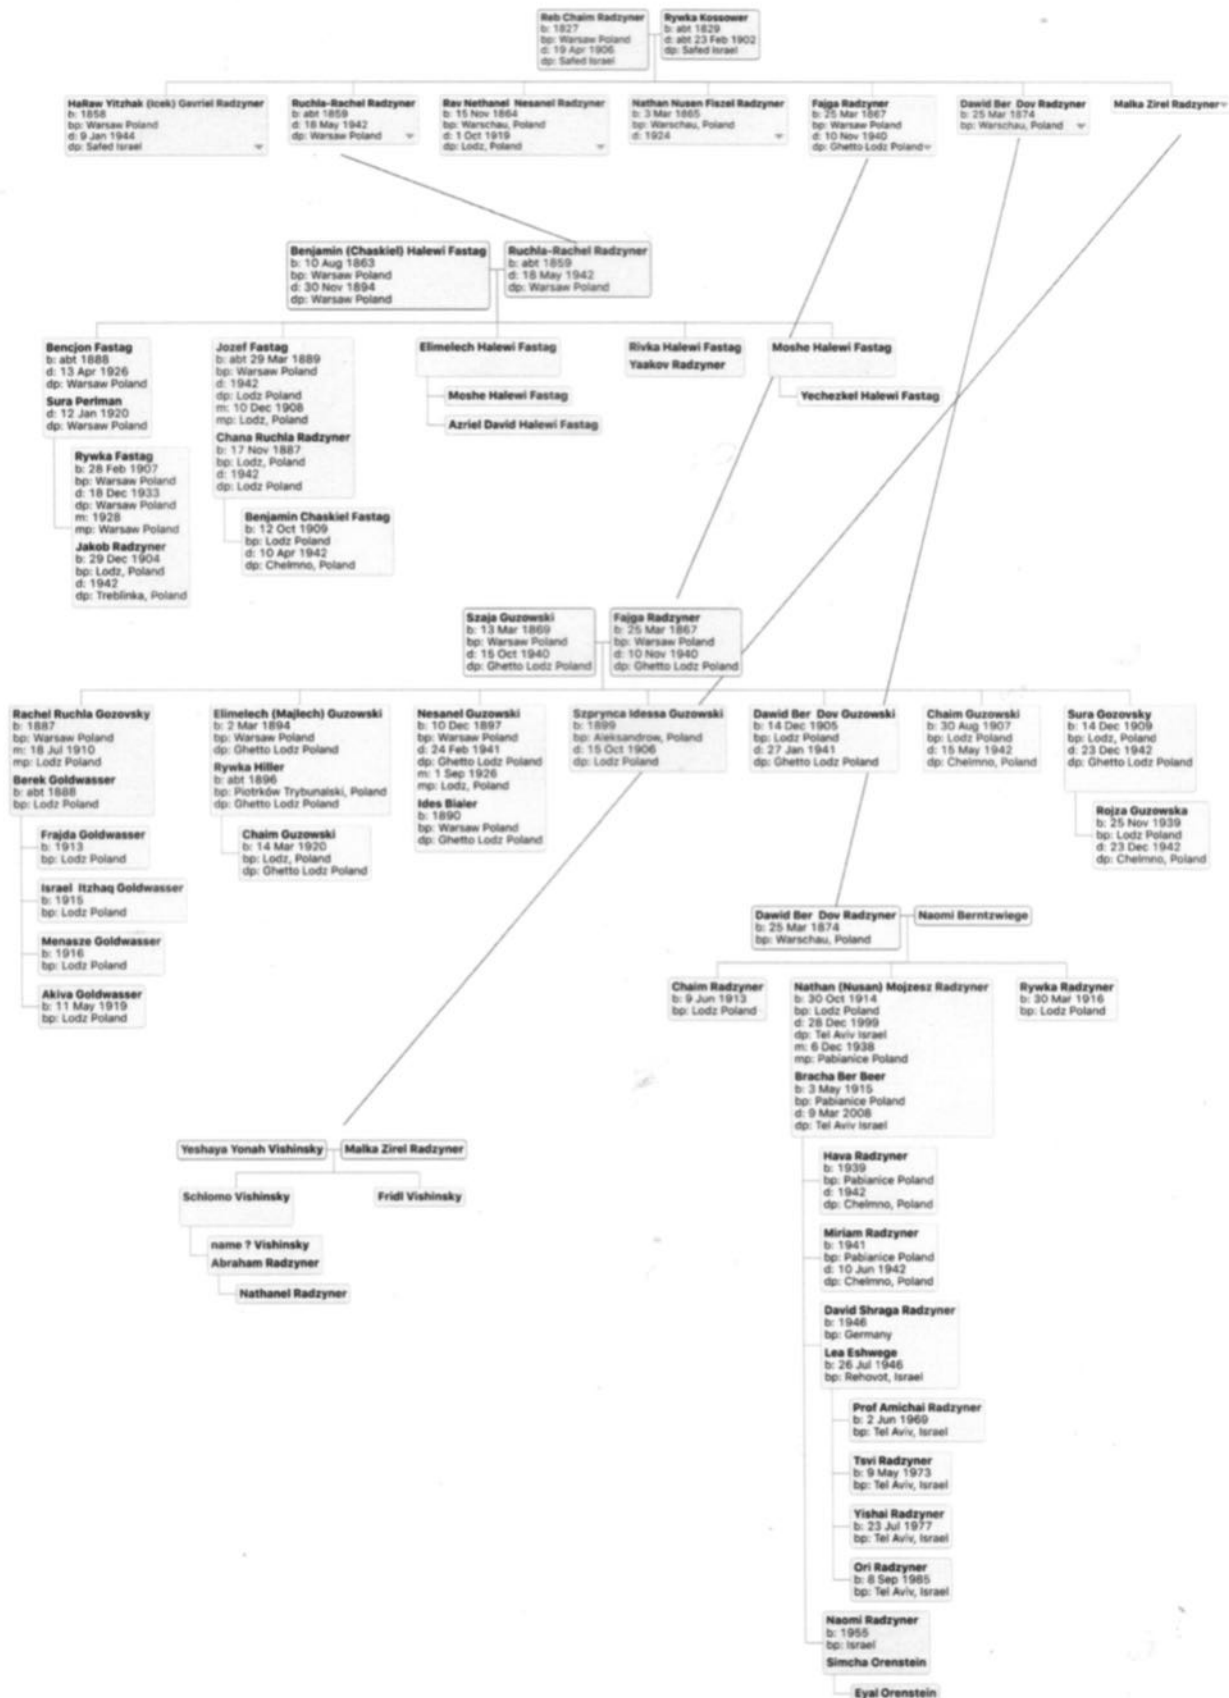 Reb Chaim Radzyner
b: 1827
bp: Warsaw Poland
d: 19 Apr 1906
dp: Safed Israel
Rywka Kossower
b: abt 1829
d: abt 23 Feb 1902
dp: Safed Israel
HaRaw Yitzhak (Icek) Gavriel Radzyner
b: 1858
bp: Warsaw Poland
d: 9 Jan 1944
dp: Safed Israel
Ruchla-Rachel Radzyner
b: abt 1859
d: 18 May 1942
dp: Warsaw Poland
Rav Nethanel Nesanel Radzyner
b: 15 Nov 1864
bp: Warschau, Poland
d: 1 Oct 1919
dp: Lodz, Poland
Nathan Nusen Fiszel Radzyner
b: 3 Mar 1865
bp: Warschau, Poland
d: 1924
Fajga Radzyner
b: 25 Mar 1867
bp: Warsaw Poland
d: 10 Nov 1940
dp: Ghetto Lodz Poland
Dawid Ber Dov Radzyner
b: 25 Mar 1874
bp: Warschau, Poland
Malka Zirel Radzyner
Benjamin (Chaskiel) Halewi Fastag
b: 10 Aug 1863
bp: Warsaw Poland
d: 30 Nov 1894
dp: Warsaw Poland
Ruchla-Rachel Radzyner
b: abt 1859
d: 18 May 1942
dp: Warsaw Poland
Bencjon Fastag
b: abt 1888
d: 13 Apr 1926
dp: Warsaw Poland
Sura Perlman
d: 12 Jan 1920
dp: Warsaw Poland
Rywka Fastag
b: 28 Feb 1907
bp: Warsaw Poland
d: 18 Dec 1933
dp: Warsaw Poland
m: 1928
mp: Warsaw Poland
Jakob Radzyner
b: 29 Dec 1904
bp: Lodz, Poland
d: 1942
dp: Treblinka, Poland
Jozef Fastag
b: abt 29 Mar 1889
bp: Warsaw Poland
d: 1942
dp: Lodz Poland
m: 10 Dec 1908
mp: Lodz, Poland
Chana Ruchla Radzyner
b: 17 Nov 1887
bp: Lodz, Poland
d: 1942
dp: Lodz Poland
Benjamin Chaskiel Fastag
b: 12 Oct 1909
bp: Lodz Poland
d: 10 Apr 1942
dp: Chelmno, Poland
Elimelech Halewi Fastag
Moshe Halewi Fastag
Azriel David Halewi Fastag
Rivka Halewi Fastag
Yaakov Radzyner
Moshe Halewi Fastag
Yechezkel Halewi Fastag
Szaja Guzowski
b: 13 Mar 1869
bp: Warsaw Poland
d: 15 Oct 1940
dp: Ghetto Lodz Poland
Fajga Radzyner
b: 25 Mar 1867
bp: Warsaw Poland
d: 10 Nov 1940
dp: Ghetto Lodz Poland
Rachel Ruchla Gozovsky
b: 1887
bp: Warsaw Poland
m: 18 Jul 1910
mp: Lodz Poland
Berek Goldwasser
b: abt 1888
bp: Lodz Poland
Frajda Goldwasser
b: 1913
bp: Lodz Poland
Israel Itzhaq Goldwasser
b: 1915
bp: Lodz Poland
Menasze Goldwasser
b: 1916
bp: Lodz Poland
Akiva Goldwasser
b: 11 May 1919
bp: Lodz Poland
Elimelech (Majlech) Guzowski
b: 2 Mar 1894
bp: Warsaw Poland
dp: Ghetto Lodz Poland
Rywka Hiller
b: abt 1896
bp: Piotrków Trybunalski, Poland
dp: Ghetto Lodz Poland
Chaim Guzowski
b: 14 Mar 1920
bp: Lodz, Poland
dp: Ghetto Lodz Poland
Nesanel Guzowski
b: 10 Dec 1897
bp: Warsaw Poland
d: 24 Feb 1941
dp: Ghetto Lodz Poland
m: 1 Sep 1926
mp: Lodz, Poland
Ides Bialer
b: 1890
bp: Warsaw Poland
dp: Ghetto Lodz Poland
Szprynca Idessa Guzowski
b: 1899
bp: Aleksandrow, Poland
d: 15 Oct 1906
dp: Lodz Poland
Dawid Ber Dov Guzowski
b: 14 Dec 1905
bp: Lodz Poland
d: 27 Jan 1941
dp: Ghetto Lodz Poland
Chaim Guzowski
b: 30 Aug 1907
bp: Lodz Poland
d: 15 May 1942
dp: Chelmno, Poland
Sura Gozovsky
b: 14 Dec 1909
bp: Lodz, Poland
d: 23 Dec 1942
dp: Ghetto Lodz Poland
Rojza Guzowska
b: 25 Nov 1939
bp: Lodz Poland
d: 23 Dec 1942
dp: Chelmno, Poland
Dawid Ber Dov Radzyner
b: 25 Mar 1874
bp: Warschau, Poland
Naomi Berntzwiege
Chaim Radzyner
b: 9 Jun 1913
bp: Lodz Poland
Nathan (Nusan) Mojzesz Radzyner
b: 30 Oct 1914
bp: Lodz Poland
d: 28 Dec 1999
dp: Tel Aviv Israel
m: 6 Dec 1938
mp: Pabianice Poland
Bracha Ber Beer
b: 3 May 1915
bp: Pabianice Poland
d: 9 Mar 2008
dp: Tel Aviv Israel
Rywka Radzyner
b: 30 Mar 1916
bp: Lodz Poland
Yeshaya Yonah Vishinsky
Malka Zirel Radzyner
Schlomo Vishinsky
Fridl Vishinsky
name ? Vishinsky
Abraham Radzyner
Nathanel Radzyner
Hava Radzyner
b: 1939
bp: Pabianice Poland
d: 1942
dp: Chelmno, Poland
Miriam Radzyner
b: 1941
bp: Pabianice Poland
d: 10 Jun 1942
dp: Chelmno, Poland
David Shraga Radzyner
b: 1946
bp: Germany
Lea Eshwege
b: 26 Jul 1946
bp: Rehovot, Israel
Prof Amichai Radzyner
b: 2 Jun 1969
bp: Tel Aviv, Israel
Tsvi Radzyner
b: 9 May 1973
bp: Tel Aviv, Israel
Yishai Radzyner
b: 23 Jul 1977
bp: Tel Aviv, Israel
Ori Radzyner
b: 8 Sep 1985
bp: Tel Aviv, Israel
Naomi Radzyner
b: 1955
bp: Israel
Simcha Orenstein
Eyal Orenstein